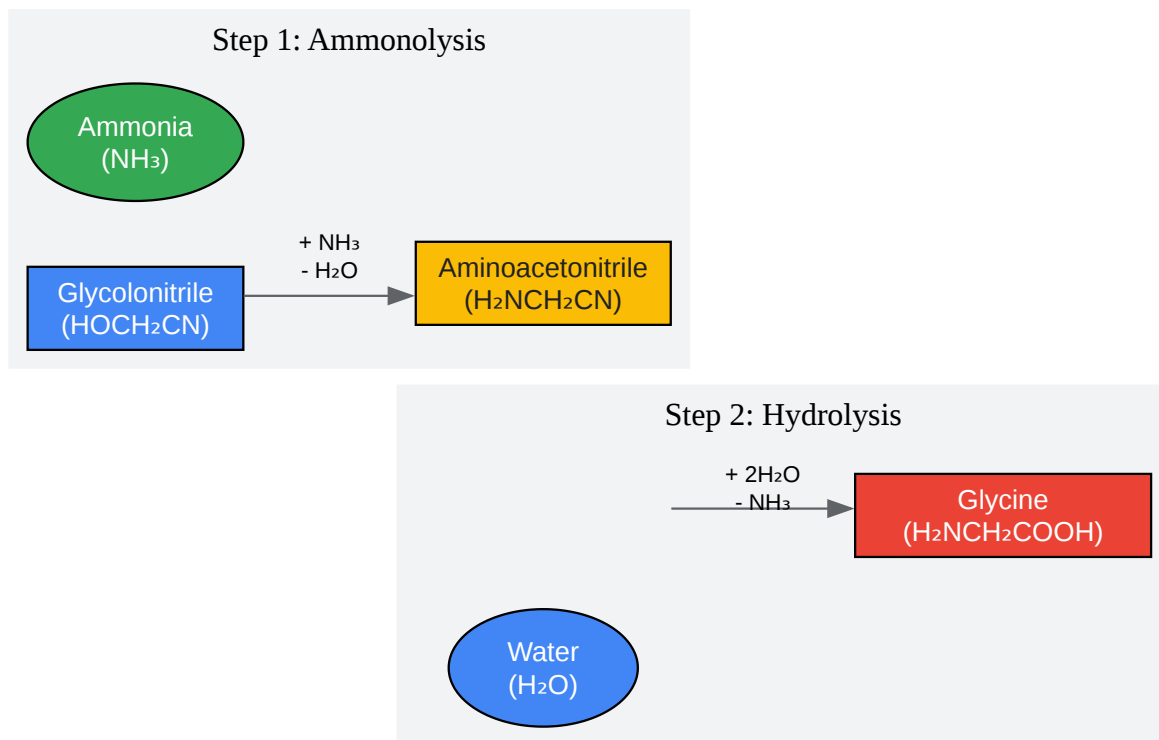 Step 1: Ammonolysis
Ammonia
(NH₃)
+ NH₃
- H₂O
Glycolonitrile
(HOCH₂CN)
Aminoacetonitrile
(H₂NCH₂CN)
Step 2: Hydrolysis
+ 2H₂O
- NH₃
Glycine
(H₂NCH₂COOH)
Water
(H₂O)